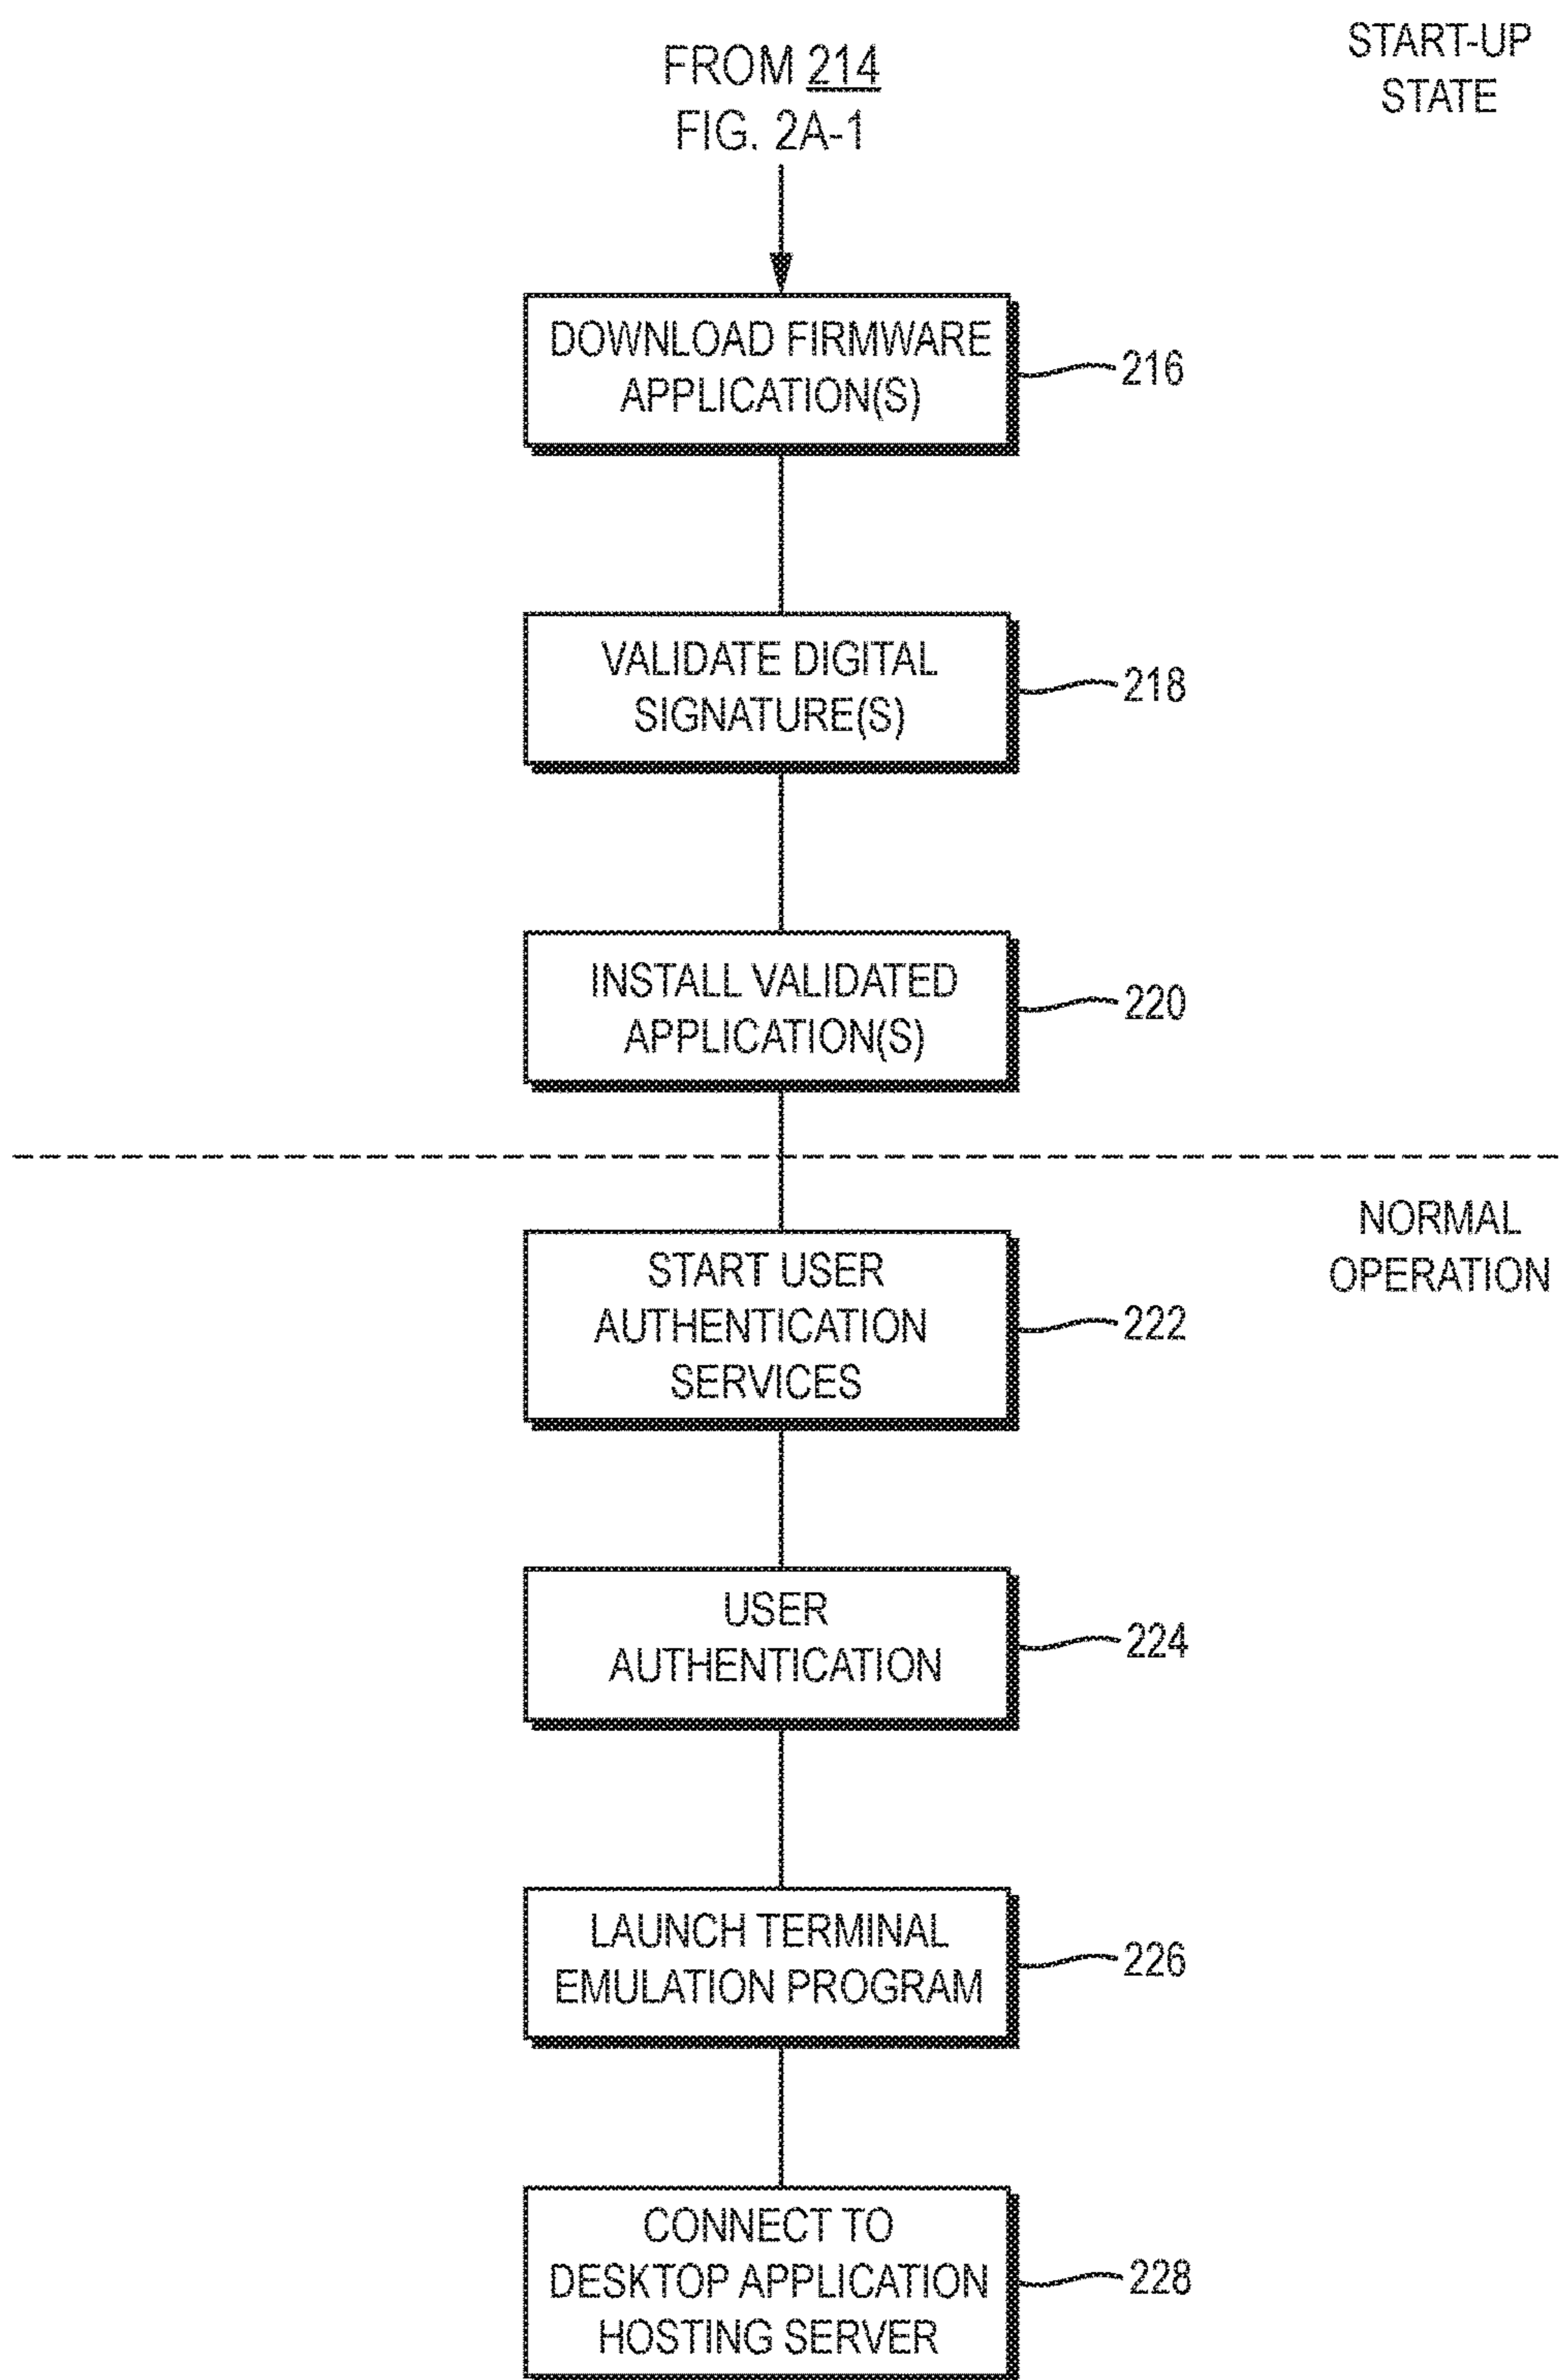 START-UP
STATE
FROM 214
FIG. 2A-1
DOWNLOAD FIRMWARE
APPLICATION(S)
216
VALIDATE DIGITAL
SIGNATURE(S)
218
INSTALL VALIDATED
APPLICATION(S)
220
NORMAL
OPERATION
START USER
AUTHENTICATION
SERVICES
222
USER
AUTHENTICATION
224
LAUNCH TERMINAL
EMULATION PROGRAM
226
CONNECT TO
DESKTOP APPLICATION
HOSTING SERVER
228